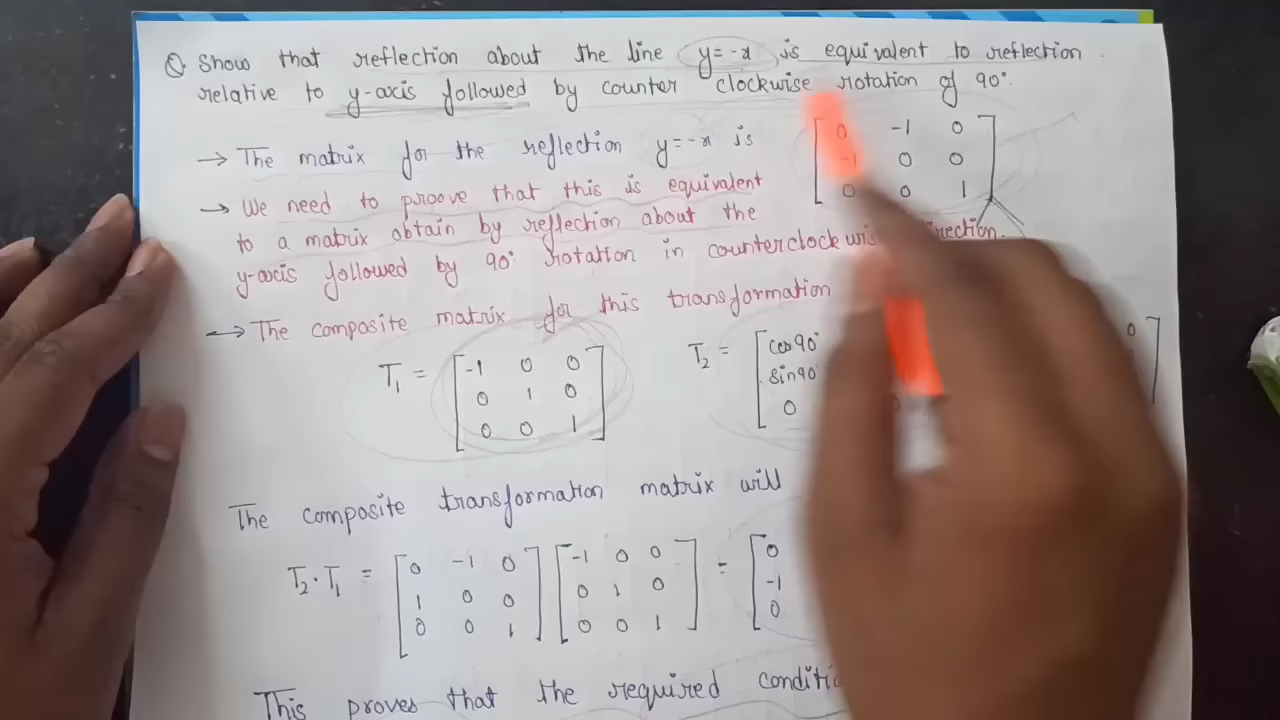 Q Show that reflection about the line y=-x is equivalent to reflection
relative to y-axis followed by counter clockwise rotation of 90°.
→ The matrix for the reflection y=-x is
[0 -1 0
-1 0 0
0 0 1]
→ We need to proove that this is equivalent
to a matrix obtain by reflection about the
y-axis followed by 90° rotation in
→ The composite matrix for this transformation
T₁ = [-1 0 0
0 1 0
0 0 1]
T₂ = [cos90° 0
sin90°
0
The composite transformation matrix will
T₂·T₁ = [0 -1 0 [-1 0 0 = [0
1 0 0 0 1 0 -1
0 0 1] 0 0 1] 0
This proves that the required